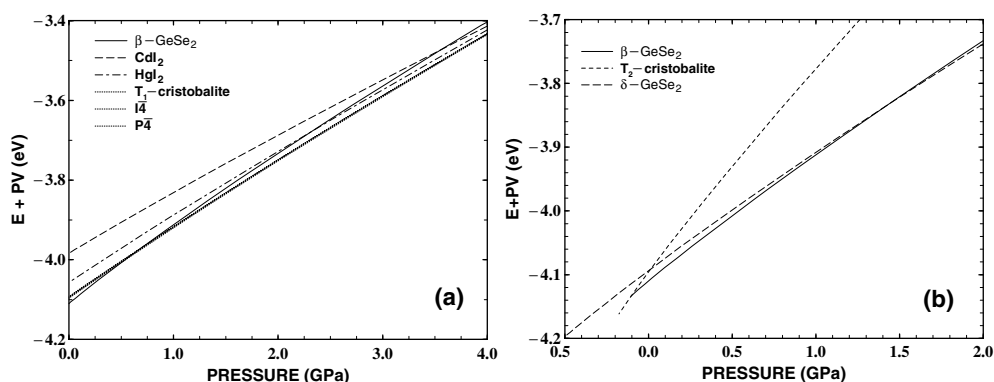 −3.4
−3.6
−3.8
−4.0
−4.2
E + PV (eV)
β−GeSe2
CdI2
HgI2
T1−cristobalite
I4̅
P4̅
(a)
0.0 1.0 2.0 3.0 4.0
PRESSURE (GPa)
−3.7
−3.8
−3.9
−4.0
−4.1
−4.2
E+PV (eV)
β−GeSe2
T2−cristobalite
δ−GeSe2
(b)
0.5 0.0 0.5 1.0 1.5 2.0
PRESSURE (GPa)